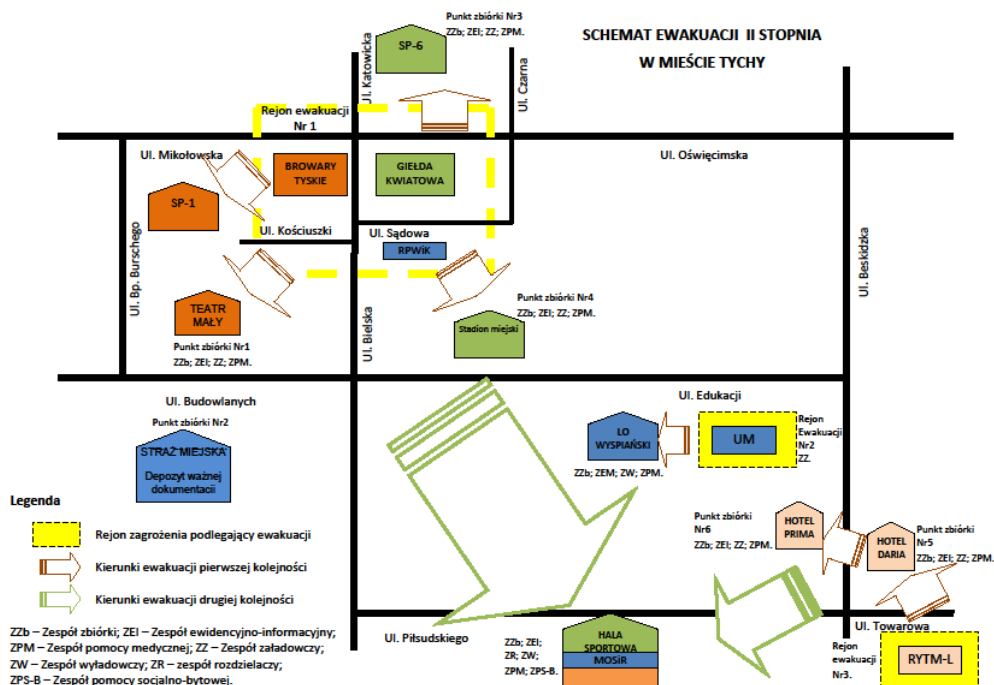 SCHEMAT EWAKUACJI II STOPNIA
W MIEŚCIE TYCHY
Punkt zbiórki Nr3
ZZb; ZEI; ZZ; ZPM.
SP-6
Ul. Katowicka
Ul. Czarna
Rejon ewakuacji
Nr 1
Ul. Mikołowska
Ul. Oświęcimska
BROWARY
TYSKIE
GIEŁDA
KWIATOWA
SP-1
Ul. Bp. Burschego
Ul. Kościuszki
Ul. Sądowa
RPWiK
Ul. Beskidzka
TEATR
MAŁY
Punkt zbiórki Nr1
ZZb; ZEI; ZZ; ZPM.
Ul. Bielska
Punkt zbiórki Nr4
ZZb; ZEI; ZZ; ZPM.
Stadion miejski
Ul. Budowlanych
Ul. Edukacji
Punkt zbiórki Nr2
STRAŻ MIEJSKA
Depozyt ważnej
dokumentacii
LO
WYSPIAŃSKI
ZZb; ZEM; ZW; ZPM.
UM
Rejon
Ewakuacji
Nr2
ZZ.
Punkt zbiórki
Nr6
ZZb; ZEI; ZZ; ZPM.
HOTEL
PRIMA
HOTEL
DARIA
Punkt zbiórki
Nr5
ZZb; ZEI; ZZ; ZPM.
Legenda
Rejon zagrożenia podlegający ewakuacji
Kierunki ewakuacji pierwszej kolejności
Kierunki ewakuacji drugiej kolejności
ZZb – Zespół zbiórki; ZEI – Zespół ewidencyjno-informacyjny;
ZPM – Zespół pomocy medycznej; ZZ – Zespół załadowczy;
ZW – Zespół wyładowczy; ZR – zespół rozdzielaczy;
ZPS-B – Zespół pomocy socjalno-bytowej.
Ul. Piłsudskiego
ZZb; ZEI;
ZR; ZW;
ZPM; ZPS-B.
HALA
SPORTOWA
MOSiR
Ul. Towarowa
Rejon
ewakuacji
Nr3.
RYTM-L